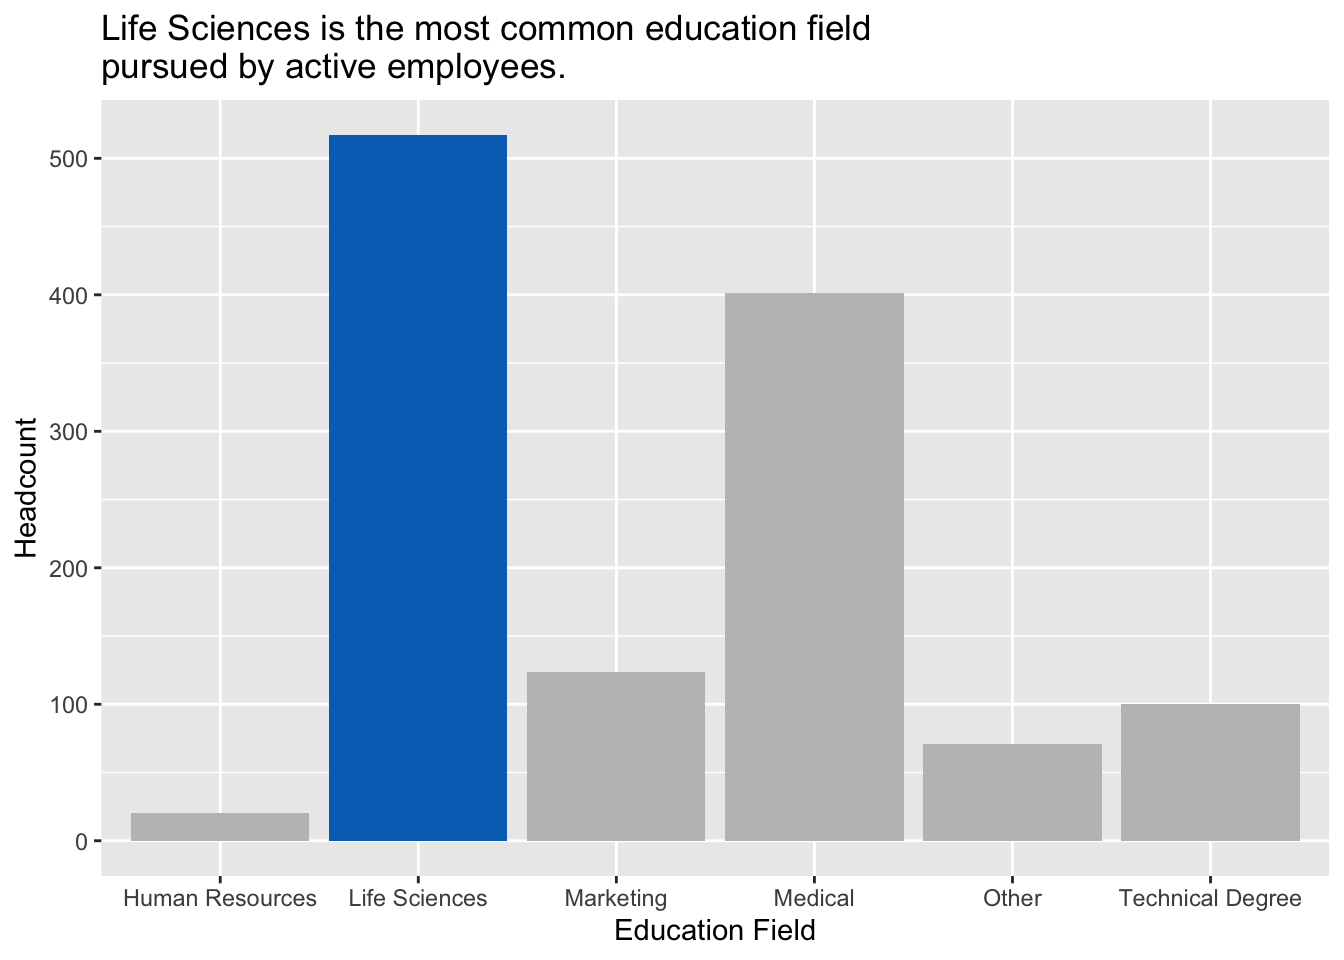 Life Sciences is the most common education field
pursued by active employees.
500
400
300
200
100
0
Headcount
Human Resources
Life Sciences
Marketing
Medical
Other
Technical Degree
Education Field